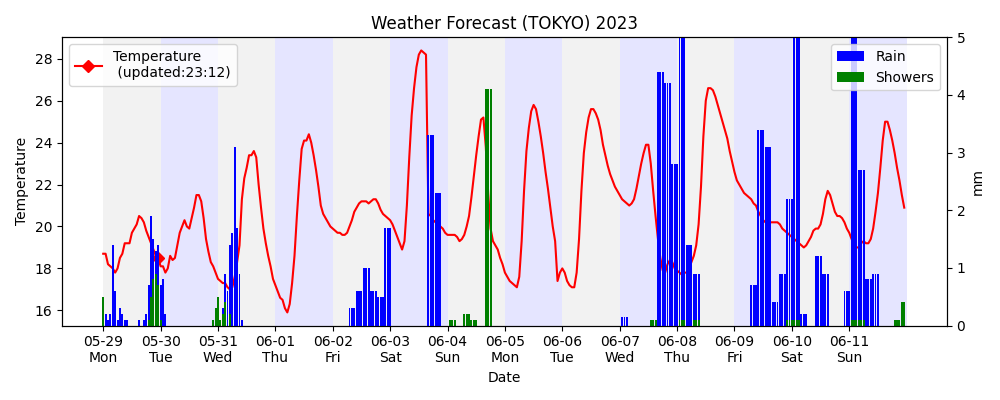 Weather Forecast (TOKYO) 2023
Temperature
(updated:23:12)
Rain
Showers
Temperature
28
26
24
22
20
18
16
5
4
3
2
1
0
mm
05-29 05-30 05-31 06-01 06-02 06-03 06-04 06-05 06-06 06-07 06-08 06-09 06-10 06-11
Mon Tue Wed Thu Fri Sat Sun Mon Tue Wed Thu Fri Sat Sun
Date